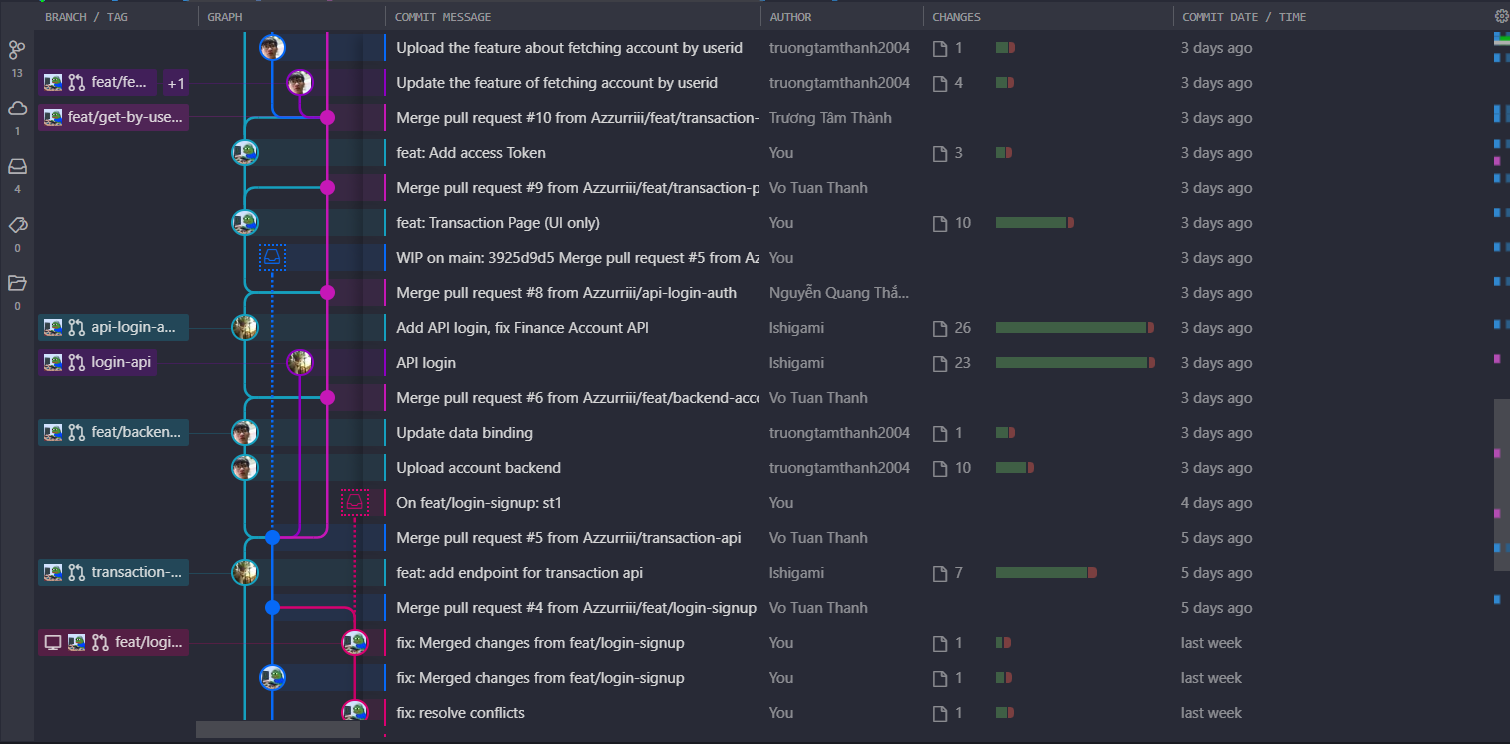 BRANCH / TAG GRAPH COMMIT MESSAGE AUTHOR CHANGES COMMIT DATE / TIME
Upload the feature about fetching account by userid truongtamthanh2004 1 3 days ago
13
feat/fe... +1 Update the feature of fetching account by userid truongtamthanh2004 4 3 days ago
feat/get-by-use... Merge pull request #10 from Azzurriii/feat/transaction- Trương Tâm Thành 3 days ago
1
feat: Add access Token You 3 3 days ago
4 Merge pull request #9 from Azzurriii/feat/transaction-p Vo Tuan Thanh 3 days ago
feat: Transaction Page (UI only) You 10 3 days ago
0
WIP on main: 3925d9d5 Merge pull request #5 from Az You 3 days ago
Merge pull request #8 from Azzurriii/api-login-auth Nguyễn Quang Thắ... 3 days ago
0
api-login-a... Add API login, fix Finance Account API Ishigami 26 3 days ago
login-api API login Ishigami 23 3 days ago
Merge pull request #6 from Azzurriii/feat/backend-acco Vo Tuan Thanh 3 days ago
feat/backen... Update data binding truongtamthanh2004 1 3 days ago
Upload account backend truongtamthanh2004 10 3 days ago
On feat/login-signup: st1 You 4 days ago
Merge pull request #5 from Azzurriii/transaction-api Vo Tuan Thanh 5 days ago
transaction-... feat: add endpoint for transaction api Ishigami 7 5 days ago
Merge pull request #4 from Azzurriii/feat/login-signup Vo Tuan Thanh 5 days ago
feat/logi... fix: Merged changes from feat/login-signup You 1 last week
fix: Merged changes from feat/login-signup You 1 last week
fix: resolve conflicts You 1 last week